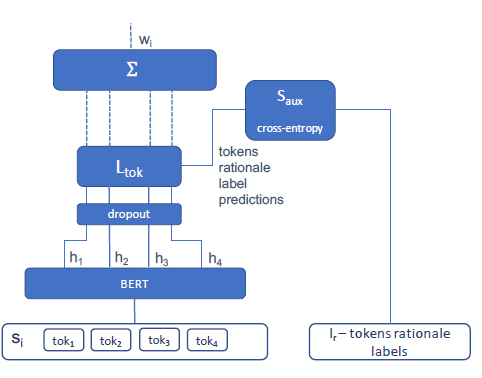 wᵢ
Σ
Sₐᵤₓ
cross-entropy
Lₜₒₖ
tokens
rationale
label
predictions
dropout
h₁ h₂ h₃ h₄
BERT
Sᵢ tok₁ tok₂ tok₃ tok₄
lᵣ – tokens rationale
labels